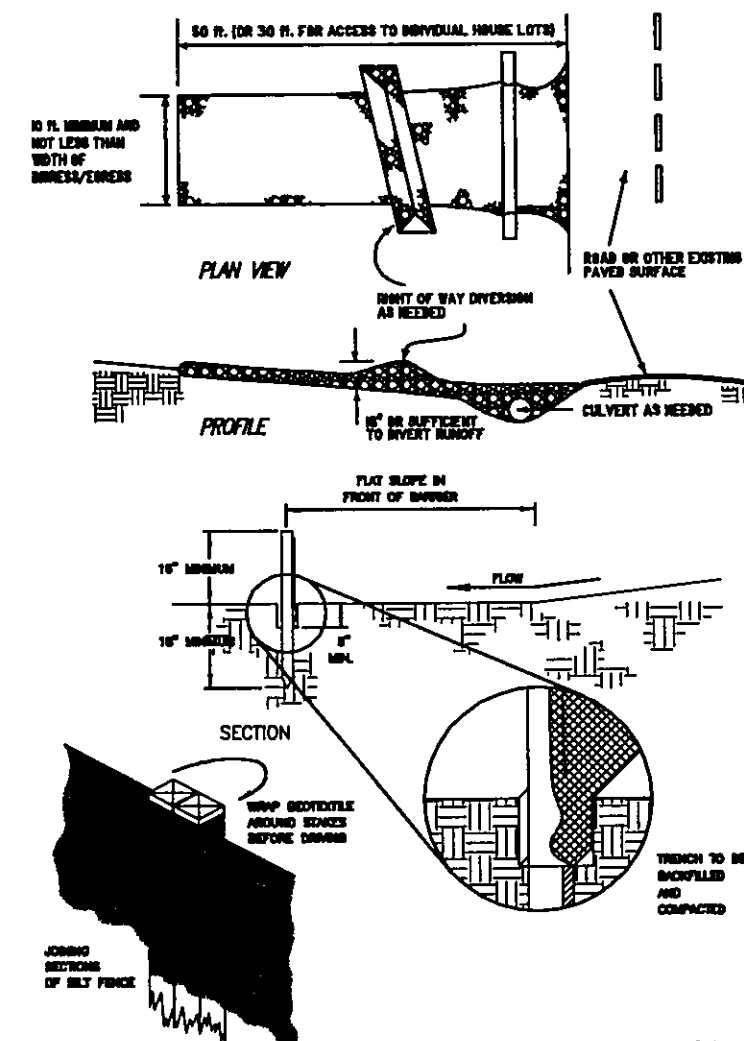 50 ft. (OR 30 ft. FOR ACCESS TO INDIVIDUAL HOUSE LOTS)
10 ft. MINIMUM AND
NOT LESS THAN
WIDTH OF
INGRESS/EGRESS
PLAN VIEW
ROAD OR OTHER EXISTING
PAVED SURFACE
RIGHT OF WAY DIVERSION
AS NEEDED
PROFILE
OR SUFFICIENT
TO DIVERT RUNOFF
CULVERT AS NEEDED
FLAT SLOPE IN
FRONT OF BARRIER
MINIMUM
FLOW
MINIMUM
MIN.
SECTION
WRAP GEOTEXTILE
AROUND STAKES
BEFORE DRIVING
TRENCH TO BE
BACKFILLED
AND
COMPACTED
JOINING
SECTIONS
OF SILT FENCE